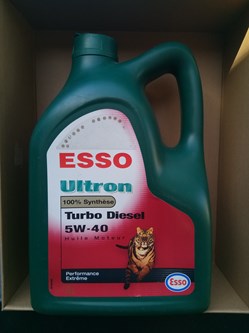 ESSO
Ultron
100% Synthèse
Turbo Diesel
5W-40
Huile Moteur
Performance
Extrême
Esso